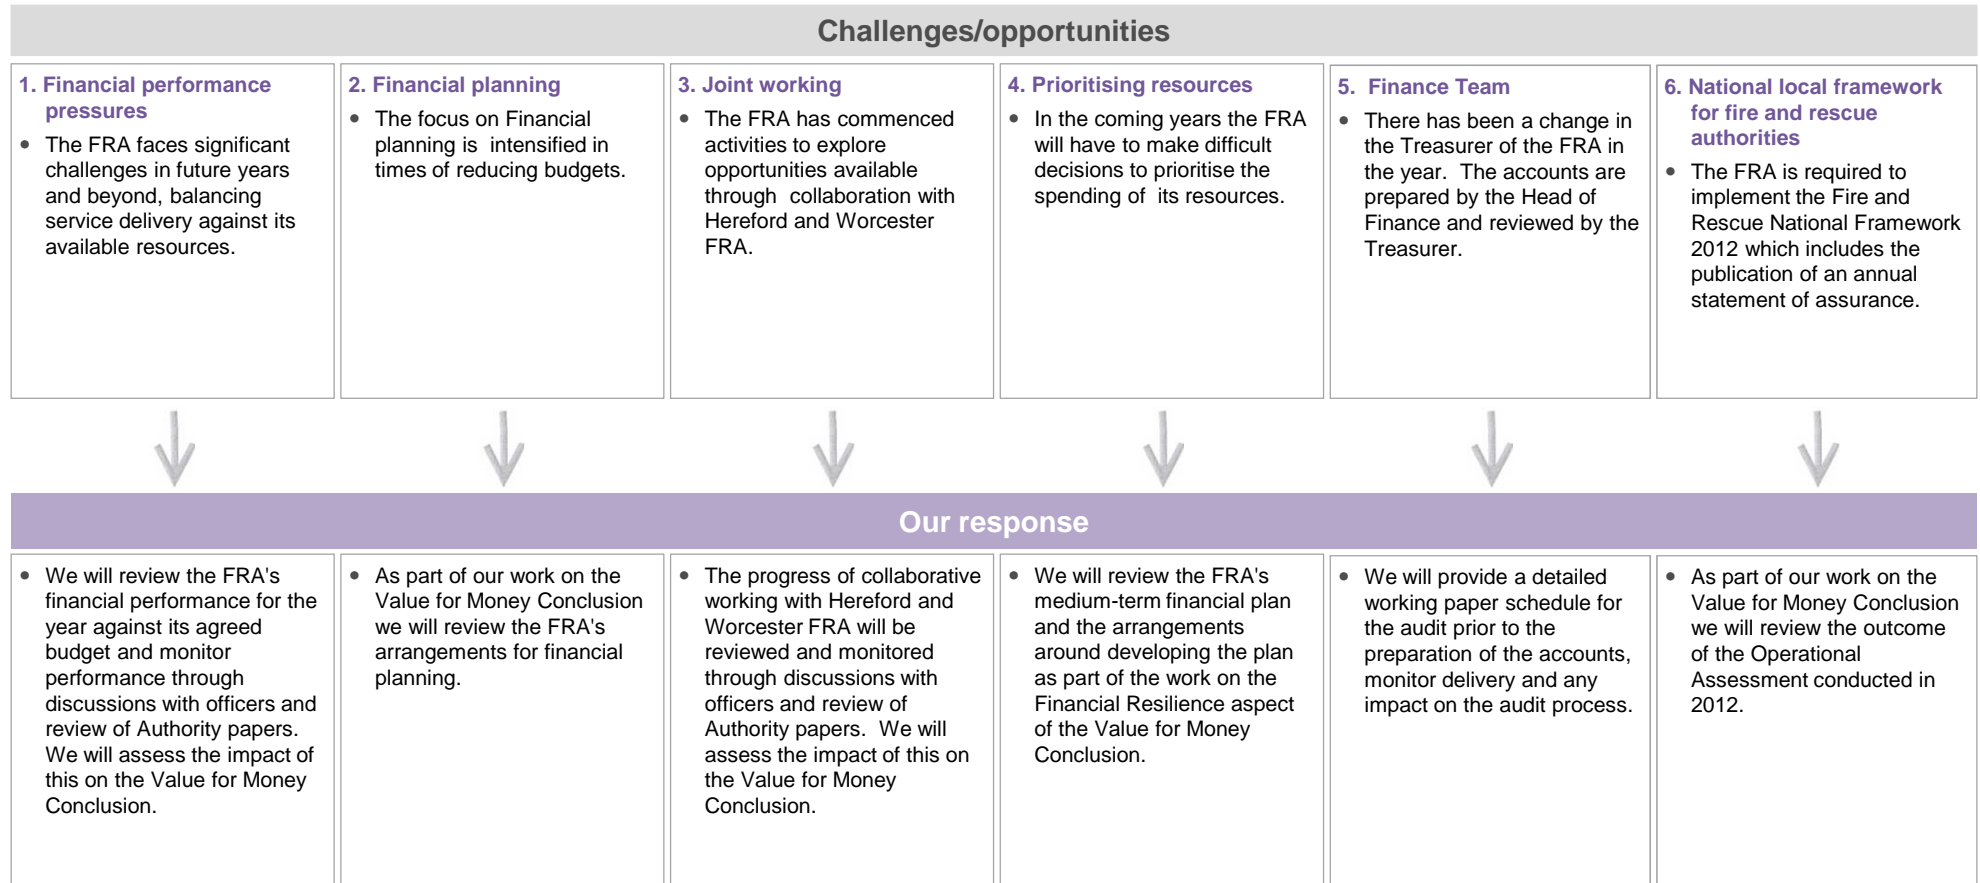 Challenges/opportunities
1. Financial performance
pressures
• The FRA faces significant
challenges in future years
and beyond, balancing
service delivery against its
available resources.
2. Financial planning
• The focus on Financial
planning is intensified in
times of reducing budgets.
3. Joint working
• The FRA has commenced
activities to explore
opportunities available
through collaboration with
Hereford and Worcester
FRA.
4. Prioritising resources
• In the coming years the FRA
will have to make difficult
decisions to prioritise the
spending of its resources.
5. Finance Team
• There has been a change in
the Treasurer of the FRA in
the year. The accounts are
prepared by the Head of
Finance and reviewed by the
Treasurer.
6. National local framework
for fire and rescue
authorities
• The FRA is required to
implement the Fire and
Rescue National Framework
2012 which includes the
publication of an annual
statement of assurance.
Our response
• We will review the FRA's
financial performance for the
year against its agreed
budget and monitor
performance through
discussions with officers and
review of Authority papers.
We will assess the impact of
this on the Value for Money
Conclusion.
• As part of our work on the
Value for Money Conclusion
we will review the FRA's
arrangements for financial
planning.
• The progress of collaborative
working with Hereford and
Worcester FRA will be
reviewed and monitored
through discussions with
officers and review of
Authority papers. We will
assess the impact of this on
the Value for Money
Conclusion.
• We will review the FRA's
medium-term financial plan
and the arrangements
around developing the plan
as part of the work on the
Financial Resilience aspect
of the Value for Money
Conclusion.
• We will provide a detailed
working paper schedule for
the audit prior to the
preparation of the accounts,
monitor delivery and any
impact on the audit process.
• As part of our work on the
Value for Money Conclusion
we will review the outcome
of the Operational
Assessment conducted in
2012.